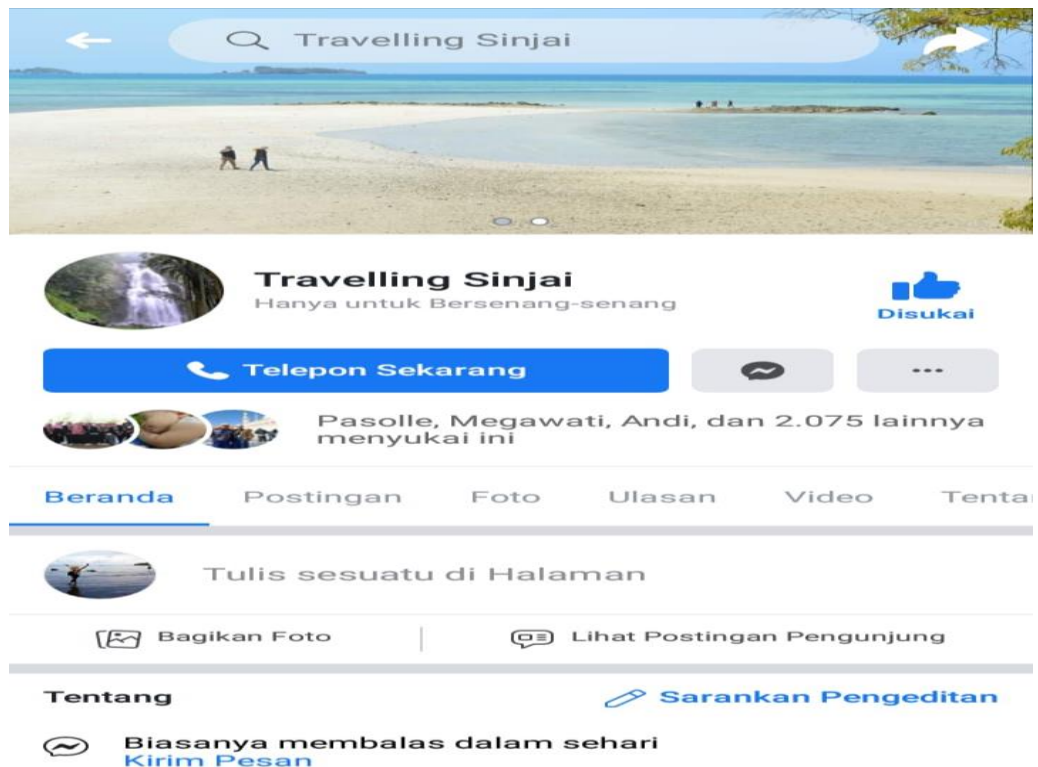 Travelling Sinjai
Travelling Sinjai
Hanya untuk Bersenang-senang
Disukai
Telepon Sekarang
Pasolle, Megawati, Andi, dan 2.075 lainnya
menyukai ini
Beranda Postingan Foto Ulasan Video Tenta
Tulis sesuatu di Halaman
Bagikan Foto Lihat Postingan Pengunjung
Tentang Sarankan Pengeditan
Biasanya membalas dalam sehari
Kirim Pesan